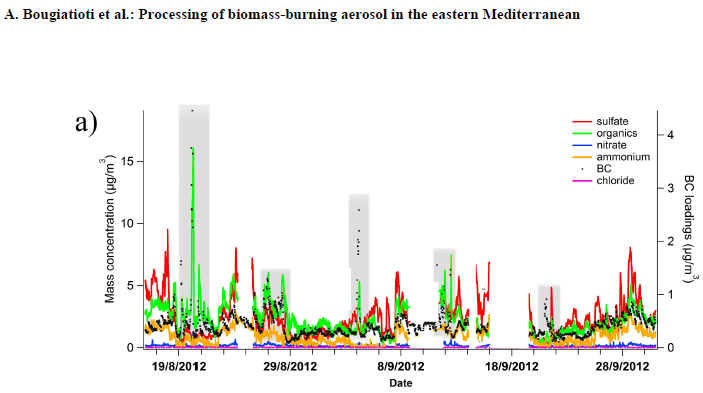 A. Bougiatioti et al.: Processing of biomass-burning aerosol in the eastern Mediterranean
a)
sulfate
organics
nitrate
ammonium
BC
chloride
Mass concentration (µg/m³)
15
10
5
0
4
3
2
1
0
BC loadings (µg/m³)
19/8/2012 29/8/2012 8/9/2012 18/9/2012 28/9/2012
Date